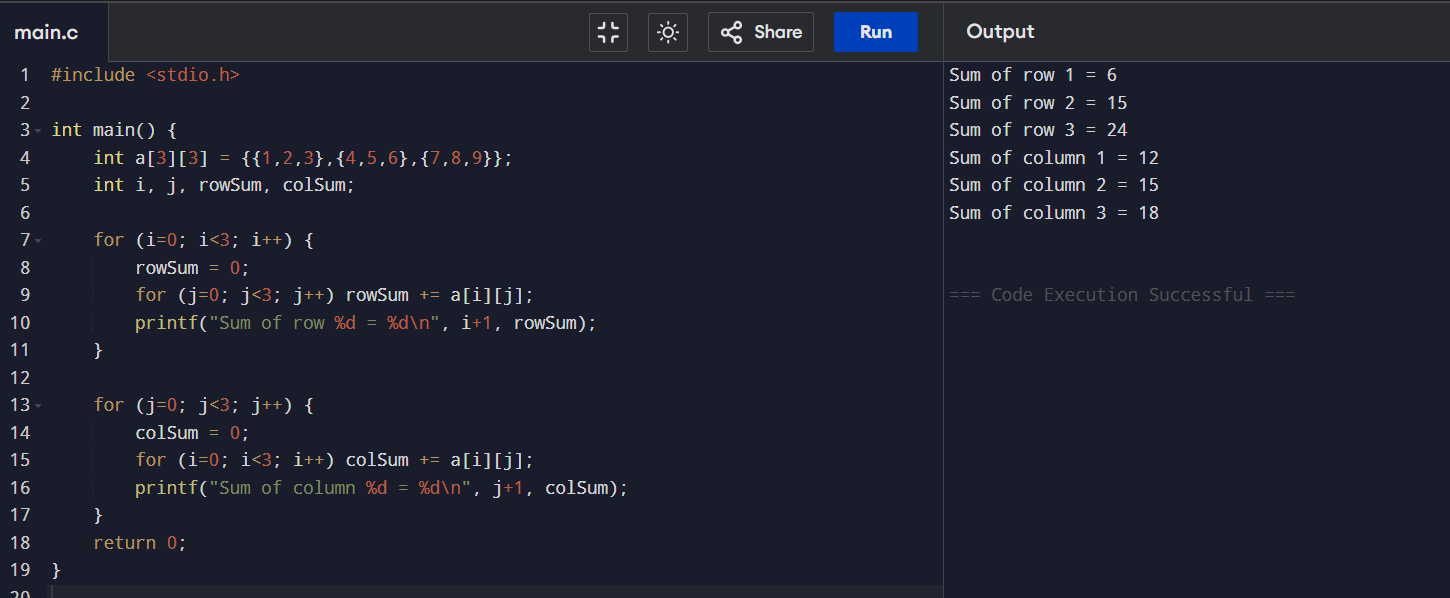 main.c
Share
Run
Output
1 #include <stdio.h>
2
3 int main() {
4     int a[3][3] = {{1,2,3},{4,5,6},{7,8,9}};
5     int i, j, rowSum, colSum;
6
7     for (i=0; i<3; i++) {
8         rowSum = 0;
9         for (j=0; j<3; j++) rowSum += a[i][j];
10         printf("Sum of row %d = %d\n", i+1, rowSum);
11     }
12
13     for (j=0; j<3; j++) {
14         colSum = 0;
15         for (i=0; i<3; i++) colSum += a[i][j];
16         printf("Sum of column %d = %d\n", j+1, colSum);
17     }
18     return 0;
19 }
20
Sum of row 1 = 6
Sum of row 2 = 15
Sum of row 3 = 24
Sum of column 1 = 12
Sum of column 2 = 15
Sum of column 3 = 18
=== Code Execution Successful ===